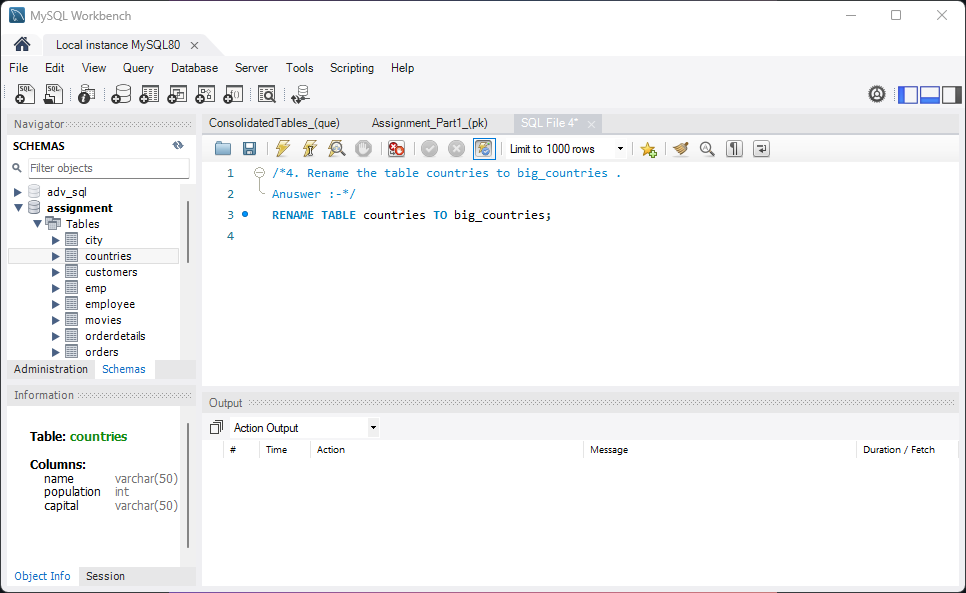 MySQL Workbench
Local instance MySQL80
File Edit View Query Database Server Tools Scripting Help
Navigator
SCHEMAS
Filter objects
adv_sql
assignment
Tables
city
countries
customers
emp
employee
movies
orderdetails
orders
Administration Schemas
Information
Table: countries
Columns:
name varchar(50)
population int
capital varchar(50)
Object Info Session
ConsolidatedTables_(que) Assignment_Part1_(pk) SQL File 4*
Limit to 1000 rows
1 /*4. Rename the table countries to big_countries .
2 Anuswer :-*/
3 RENAME TABLE countries TO big_countries;
4
Output
Action Output
# Time Action Message Duration / Fetch